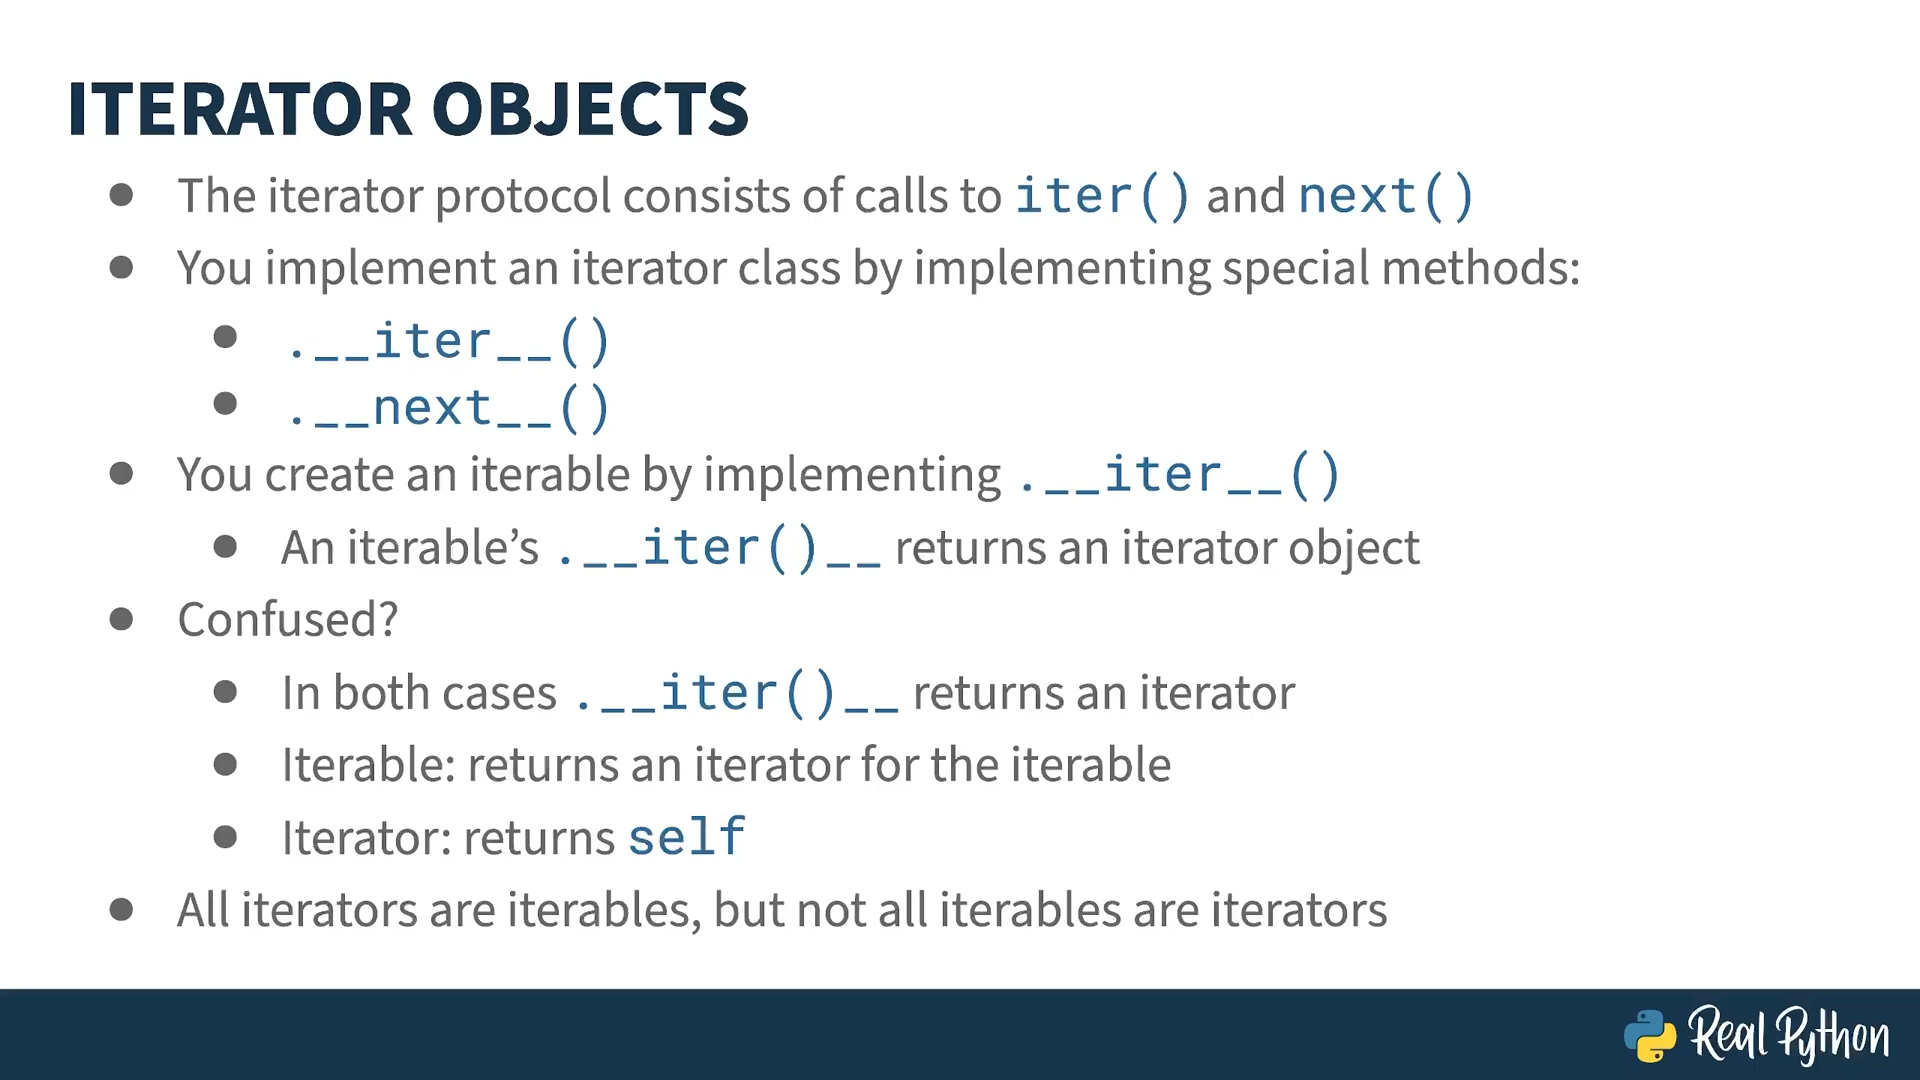 ITERATOR OBJECTS
● The iterator protocol consists of calls to iter() and next()
● You implement an iterator class by implementing special methods:
● .__iter__()
● .__next__()
● You create an iterable by implementing .__iter__()
● An iterable’s .__iter()__ returns an iterator object
● Confused?
● In both cases .__iter()__ returns an iterator
● Iterable: returns an iterator for the iterable
● Iterator: returns self
● All iterators are iterables, but not all iterables are iterators
Real Python